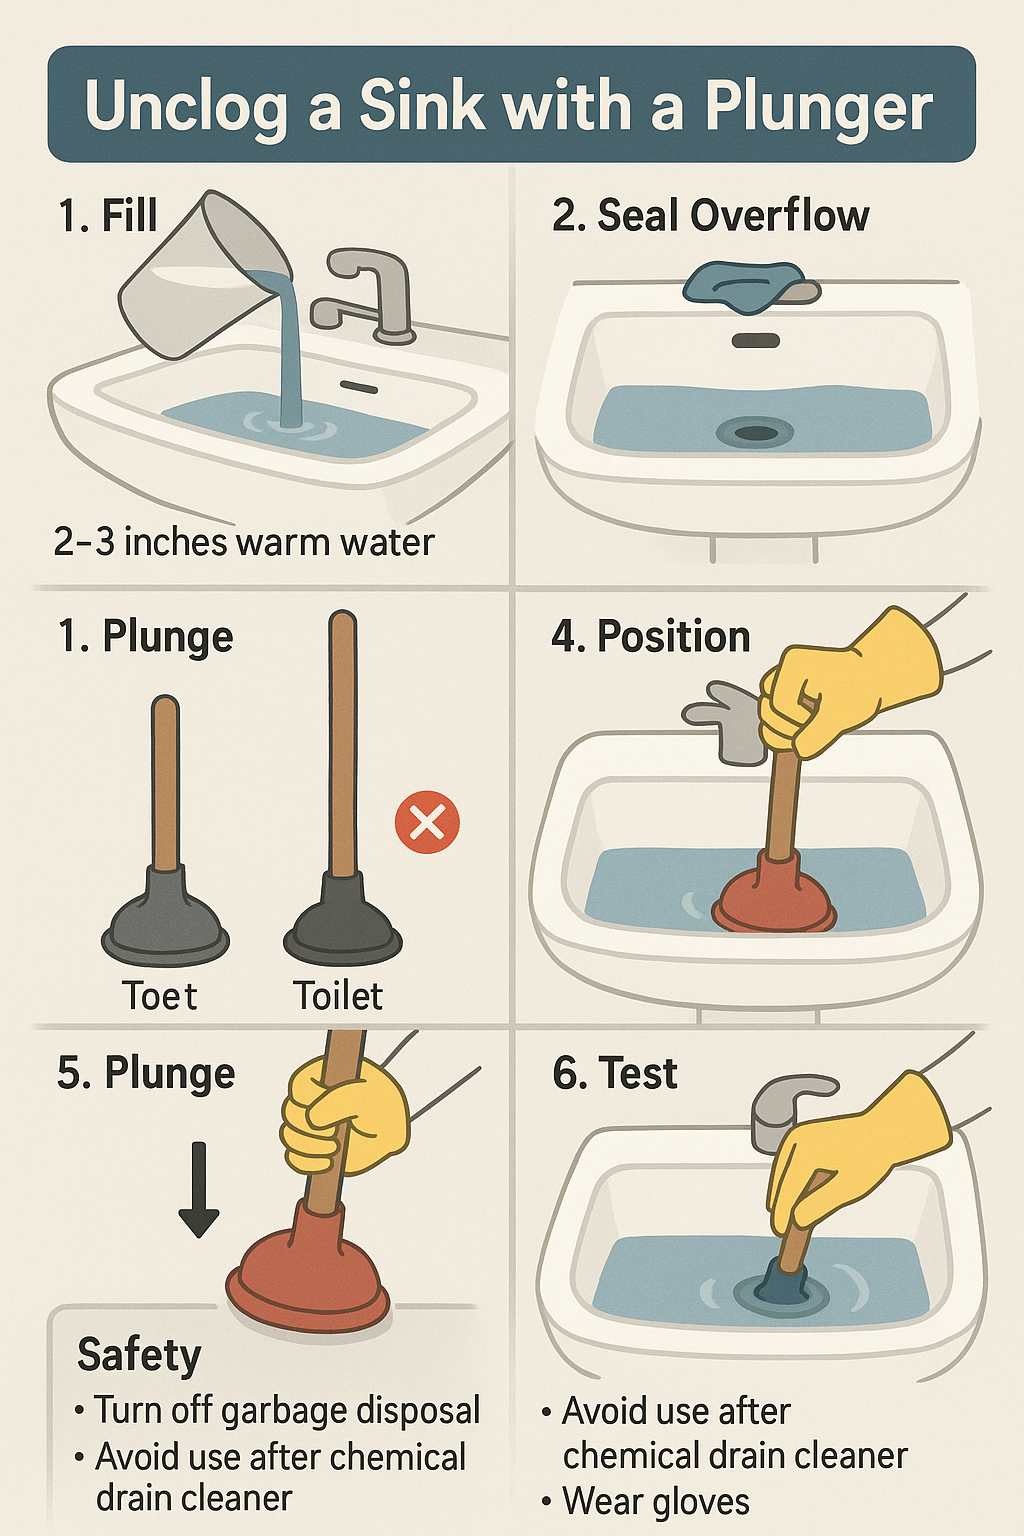 Unclog a Sink with a Plunger
1. Fill
2-3 inches warm water
2. Seal Overflow
1. Plunge
Toet
Toilet
4. Position
5. Plunge
Safety
• Turn off garbage disposal
• Avoid use after chemical
drain cleaner
6. Test
• Avoid use after
chemical drain cleaner
• Wear gloves